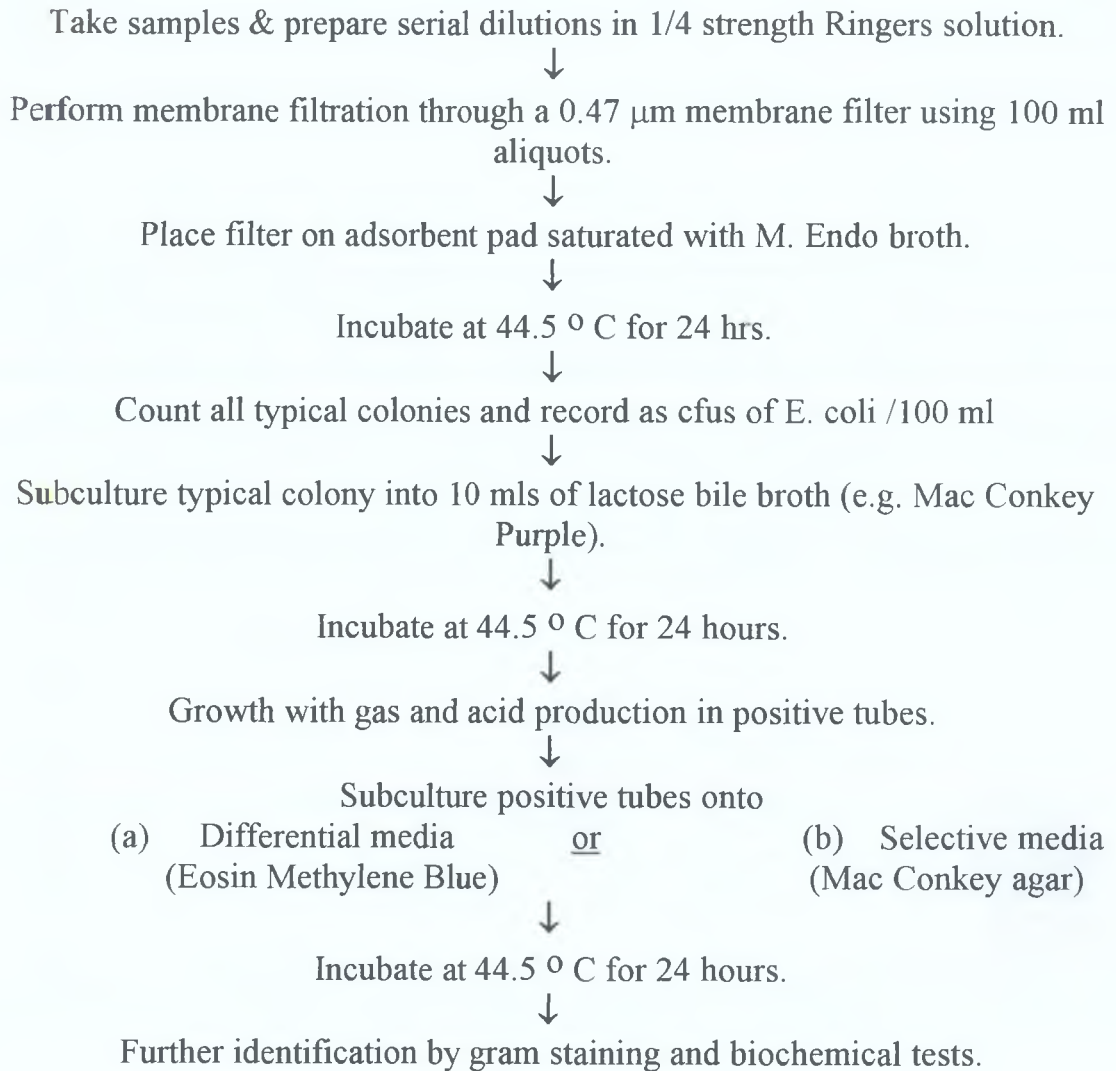 Take samples & prepare serial dilutions in 1/4 strength Ringers solution.
↓
Perform membrane filtration through a 0.47 μm membrane filter using 100 ml
aliquots.
↓
Place filter on adsorbent pad saturated with M. Endo broth.
↓
Incubate at 44.5 º C for 24 hrs.
↓
Count all typical colonies and record as cfus of E. coli /100 ml
↓
Subculture typical colony into 10 mls of lactose bile broth (e.g. Mac Conkey
Purple).
↓
Incubate at 44.5 º C for 24 hours.
↓
Growth with gas and acid production in positive tubes.
↓
Subculture positive tubes onto
(a) Differential media or (b) Selective media
(Eosin Methylene Blue) (Mac Conkey agar)
↓
Incubate at 44.5 º C for 24 hours.
↓
Further identification by gram staining and biochemical tests.